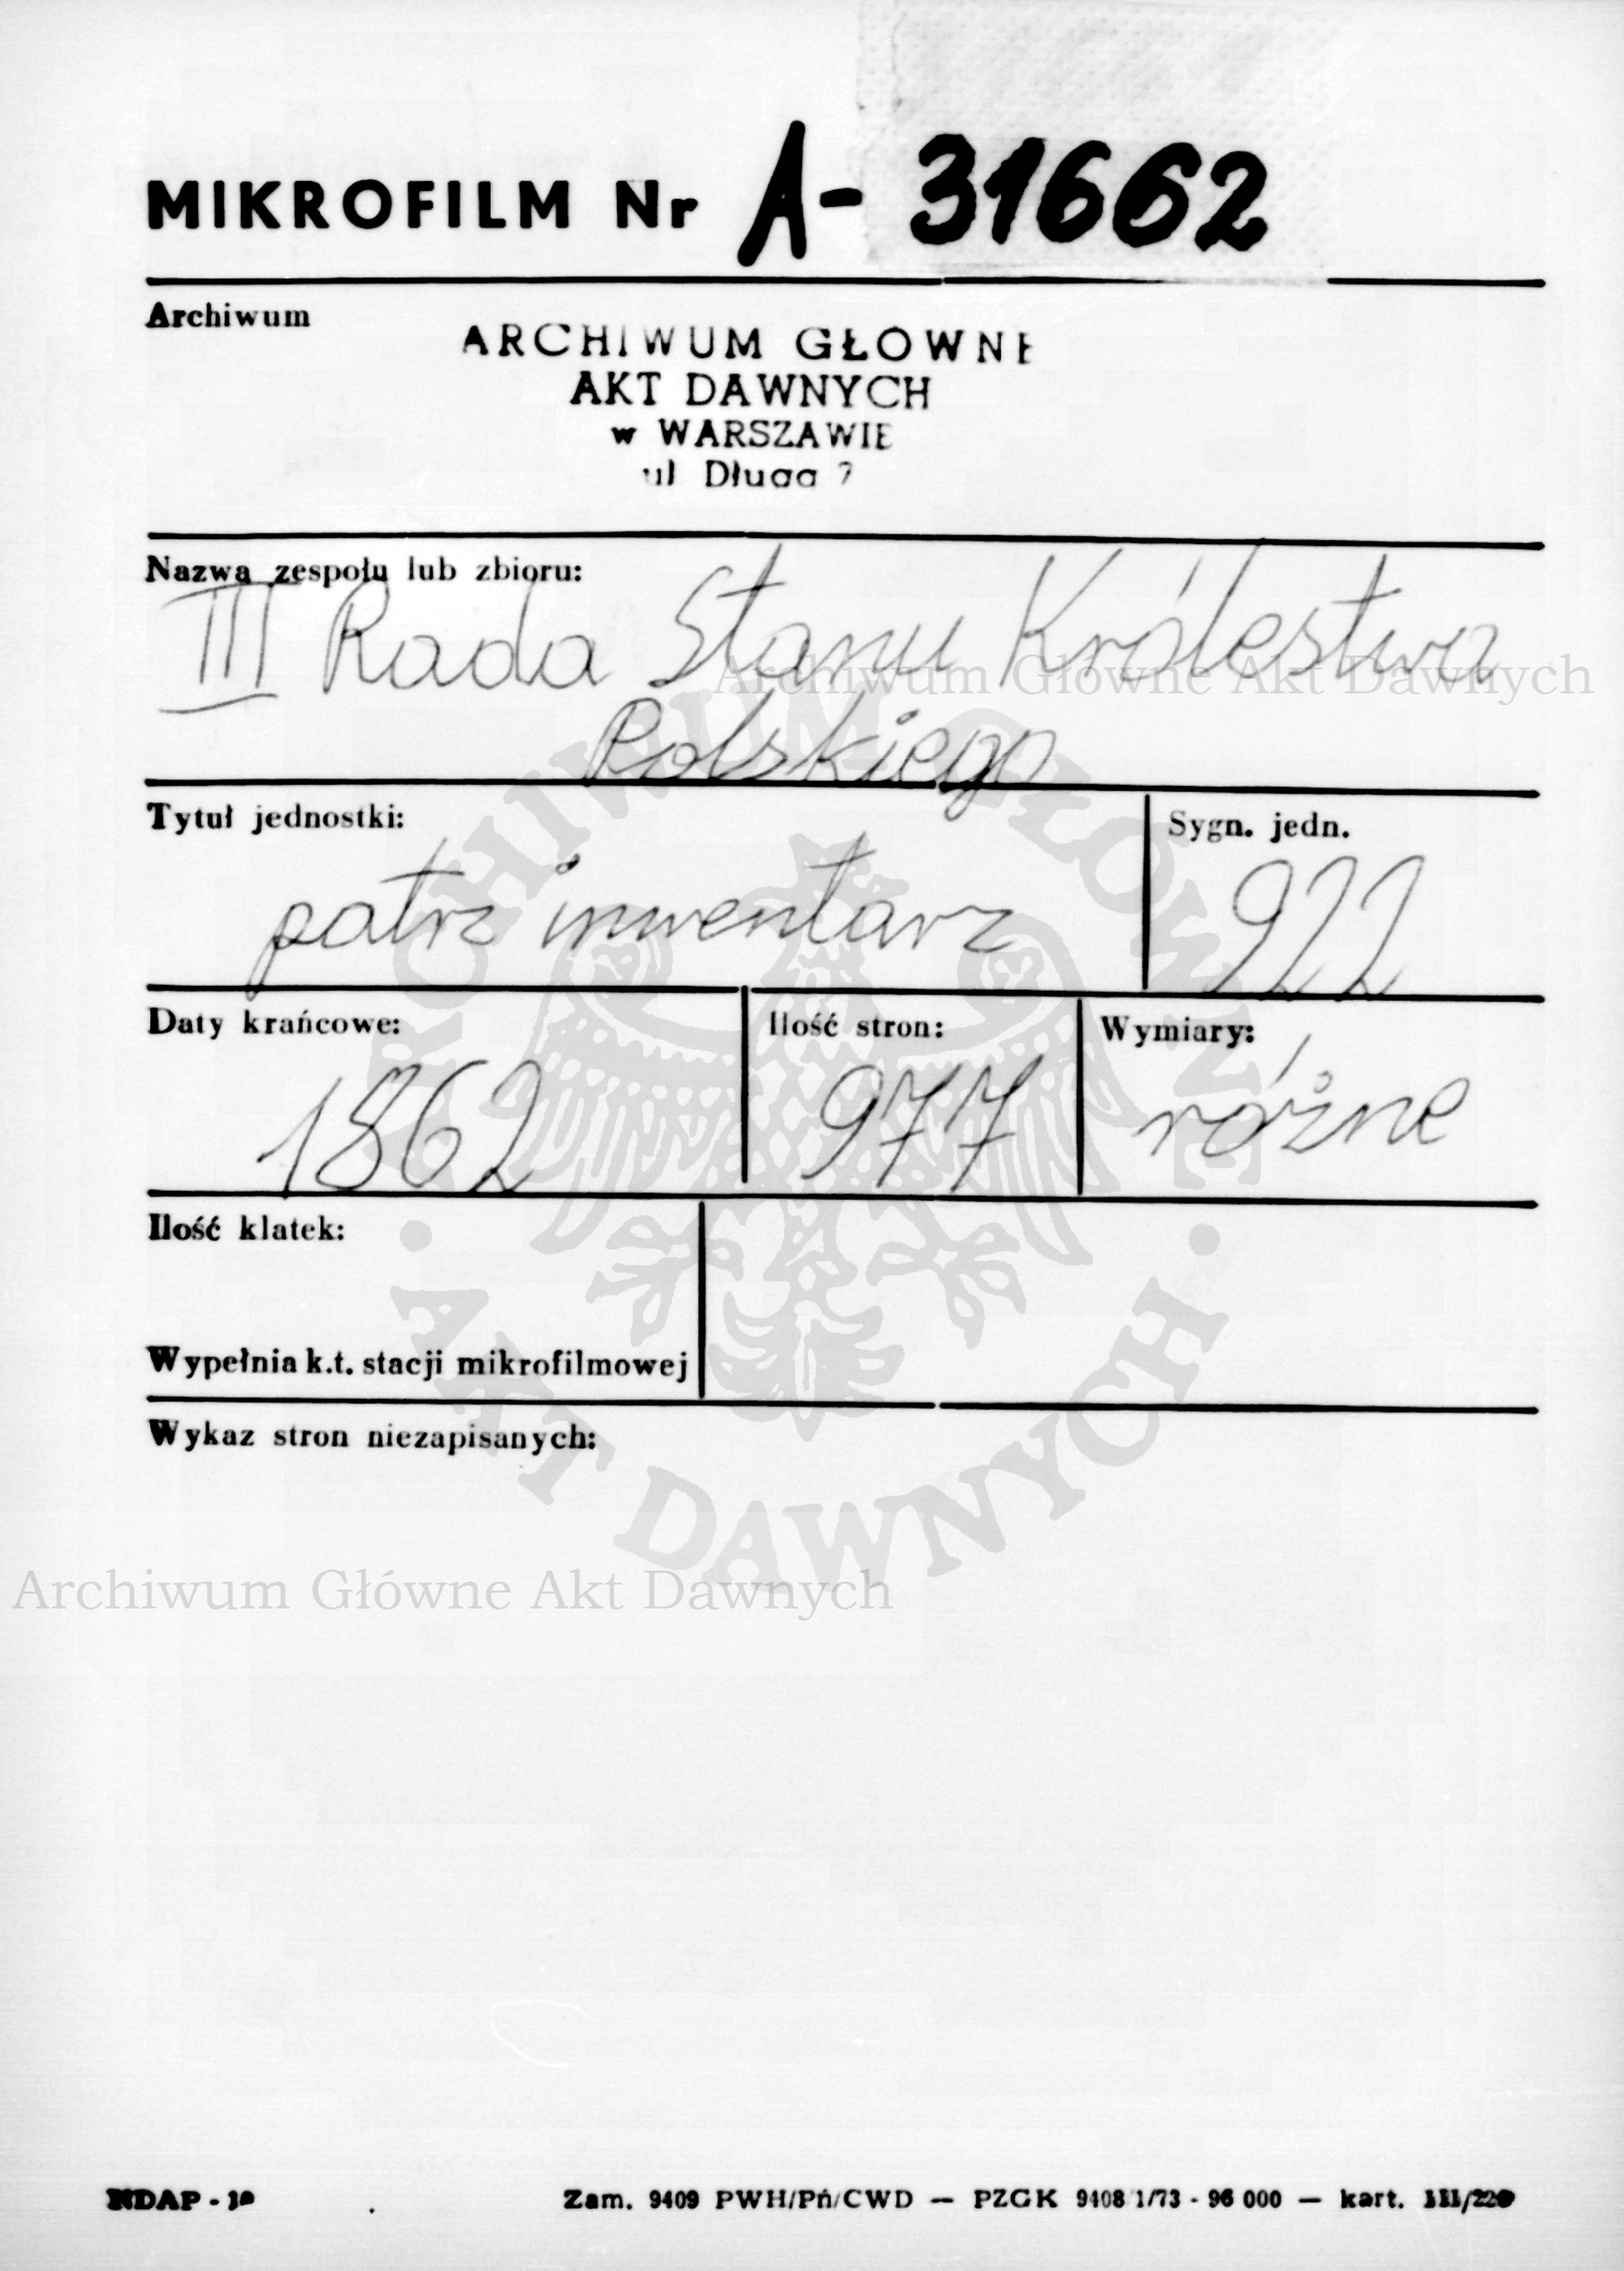 MIKROFILM Nr A- 31662
Archiwum
ARCHIWUM GŁOWNE
AKT DAWNYCH
w WARSZAWIE
ul Długa 7
Nazwa zespołu lub zbioru:
III Rada Stanu Królestwa
Archiwum Główne Akt Dawnych
Polskiego
Tytuł jednostki:
Sygn. jedn.
patrz inwentarz
922
Daty krańcowe:
Ilość stron:
Wymiary:
1862
977
różne
Ilość klatek:
Wypełnia k.t. stacji mikrofilmowej
Wykaz stron niezapisanych:
ARCHIWUM GŁÓWNE
· AKT DAWNYCH ·
Archiwum Główne Akt Dawnych
NDAP -
Zam. 9409 PWH/Pń/CWD — PZGK 9408 1/73 - 96 000 — kart. III/220